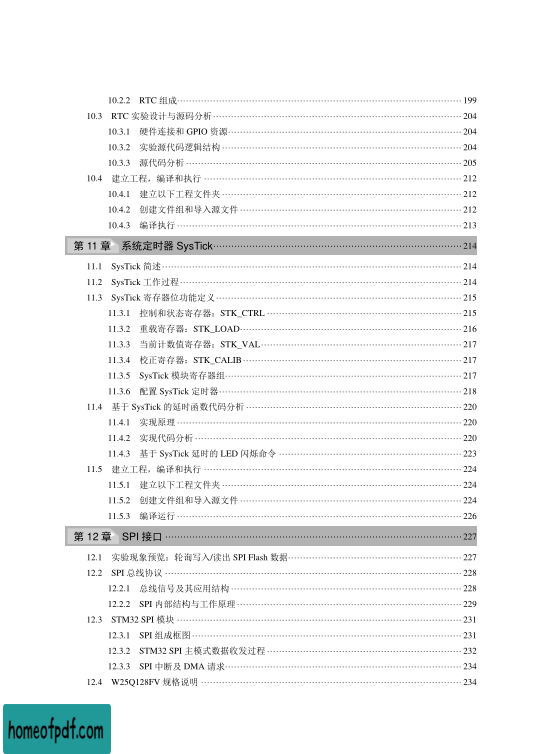 10.2.2 RTC 组成 199
10.3 RTC 实验设计与源码分析 204
10.3.1 硬件连接和 GPIO 资源 204
10.3.2 实验源代码逻辑结构 204
10.3.3 源代码分析 205
10.4 建立工程，编译和执行 212
10.4.1 建立以下工程文件夹 212
10.4.2 创建文件组和导入源文件 212
10.4.3 编译执行 213
第 11 章 系统定时器 SysTick 214
11.1 SysTick 简述 214
11.2 SysTick 工作过程 214
11.3 SysTick 寄存器位功能定义 215
11.3.1 控制和状态寄存器：STK_CTRL 215
11.3.2 重载寄存器：STK_LOAD 216
11.3.3 当前计数值寄存器：STK_VAL 217
11.3.4 校正寄存器：STK_CALIB 217
11.3.5 SysTick 模块寄存器组 217
11.3.6 配置 SysTick 定时器 218
11.4 基于 SysTick 的延时函数代码分析 220
11.4.1 实现原理 220
11.4.2 实现代码分析 220
11.4.3 基于 SysTick 延时的 LED 闪烁命令 223
11.5 建立工程，编译和执行 224
11.5.1 建立以下工程文件夹 224
11.5.2 创建文件组和导入源文件 224
11.5.3 编译运行 226
第 12 章 SPI 接口 227
12.1 实验现象预览：轮询写入/读出 SPI Flash 数据 227
12.2 SPI 总线协议 228
12.2.1 总线信号及其应用结构 228
12.2.2 SPI 内部结构与工作原理 229
12.3 STM32 SPI 模块 231
12.3.1 SPI 组成框图 231
12.3.2 STM32 SPI 主模式数据收发过程 232
12.3.3 SPI 中断及 DMA 请求 234
12.4 W25Q128FV 规格说明 234
homeofpdf.com